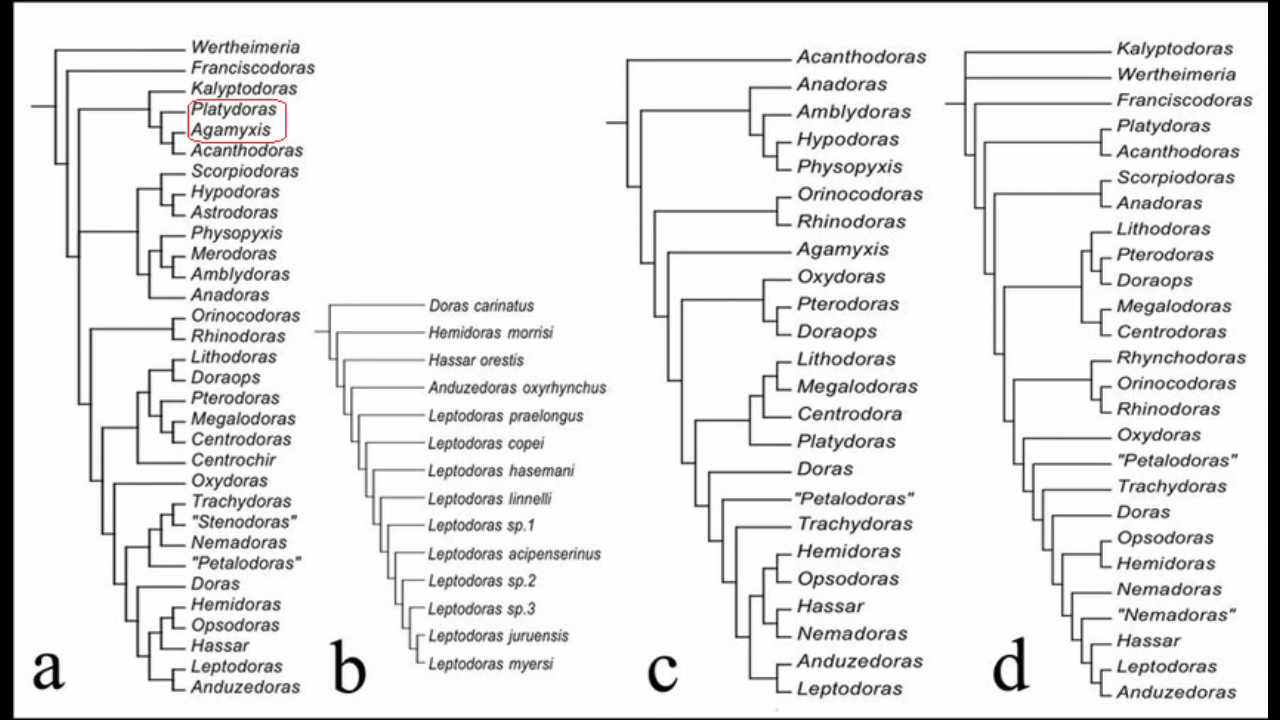 Wertheimeria
Franciscodoras
Kalyptodoras
Platydoras
Agamyxis
Acanthodoras
Scorpiodoras
Hypodoras
Astrodoras
Physopyxis
Merodoras
Amblydoras
Anadoras
Orinocodoras
Rhinodoras
Lithodoras
Doraops
Pterodoras
Megalodoras
Centrodoras
Centrochir
Oxydoras
Trachydoras
"Stenodoras"
Nemadoras
"Petalodoras"
Doras
Hemidoras
Opsodoras
Hassar
Leptodoras
Anduzedoras
a
Doras carinatus
Hemidoras morrisi
Hassar orestis
Anduzedoras oxyrhynchus
Leptodoras praelongus
Leptodoras copei
Leptodoras hasemani
Leptodoras linnelli
Leptodoras sp.1
Leptodoras acipenserinus
Leptodoras sp.2
Leptodoras sp.3
Leptodoras juruensis
Leptodoras myersi
b
Acanthodoras
Anadoras
Amblydoras
Hypodoras
Physopyxis
Orinocodoras
Rhinodoras
Agamyxis
Oxydoras
Pterodoras
Doraops
Lithodoras
Megalodoras
Centrodora
Platydoras
Doras
"Petalodoras"
Trachydoras
Hemidoras
Opsodoras
Hassar
Nemadoras
Anduzedoras
Leptodoras
c
Kalyptodoras
Wertheimeria
Franciscodoras
Platydoras
Acanthodoras
Scorpiodoras
Anadoras
Lithodoras
Pterodoras
Doraops
Megalodoras
Centrodoras
Rhynchodoras
Orinocodoras
Rhinodoras
Oxydoras
"Petalodoras"
Trachydoras
Doras
Opsodoras
Hemidoras
Nemadoras
"Nemadoras"
Hassar
Leptodoras
Anduzedoras
d